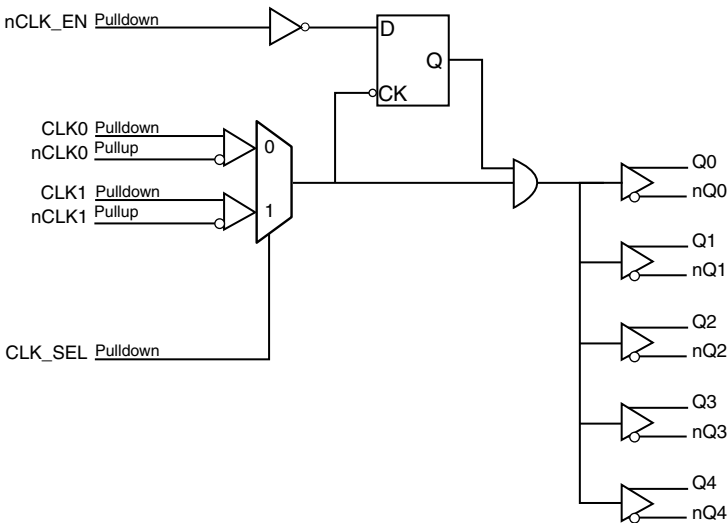 nCLK_EN Pulldown
D
Q
CK
CLK0 Pulldown
nCLK0 Pullup
0
CLK1 Pulldown
nCLK1 Pullup
1
CLK_SEL Pulldown
Q0
nQ0
Q1
nQ1
Q2
nQ2
Q3
nQ3
Q4
nQ4